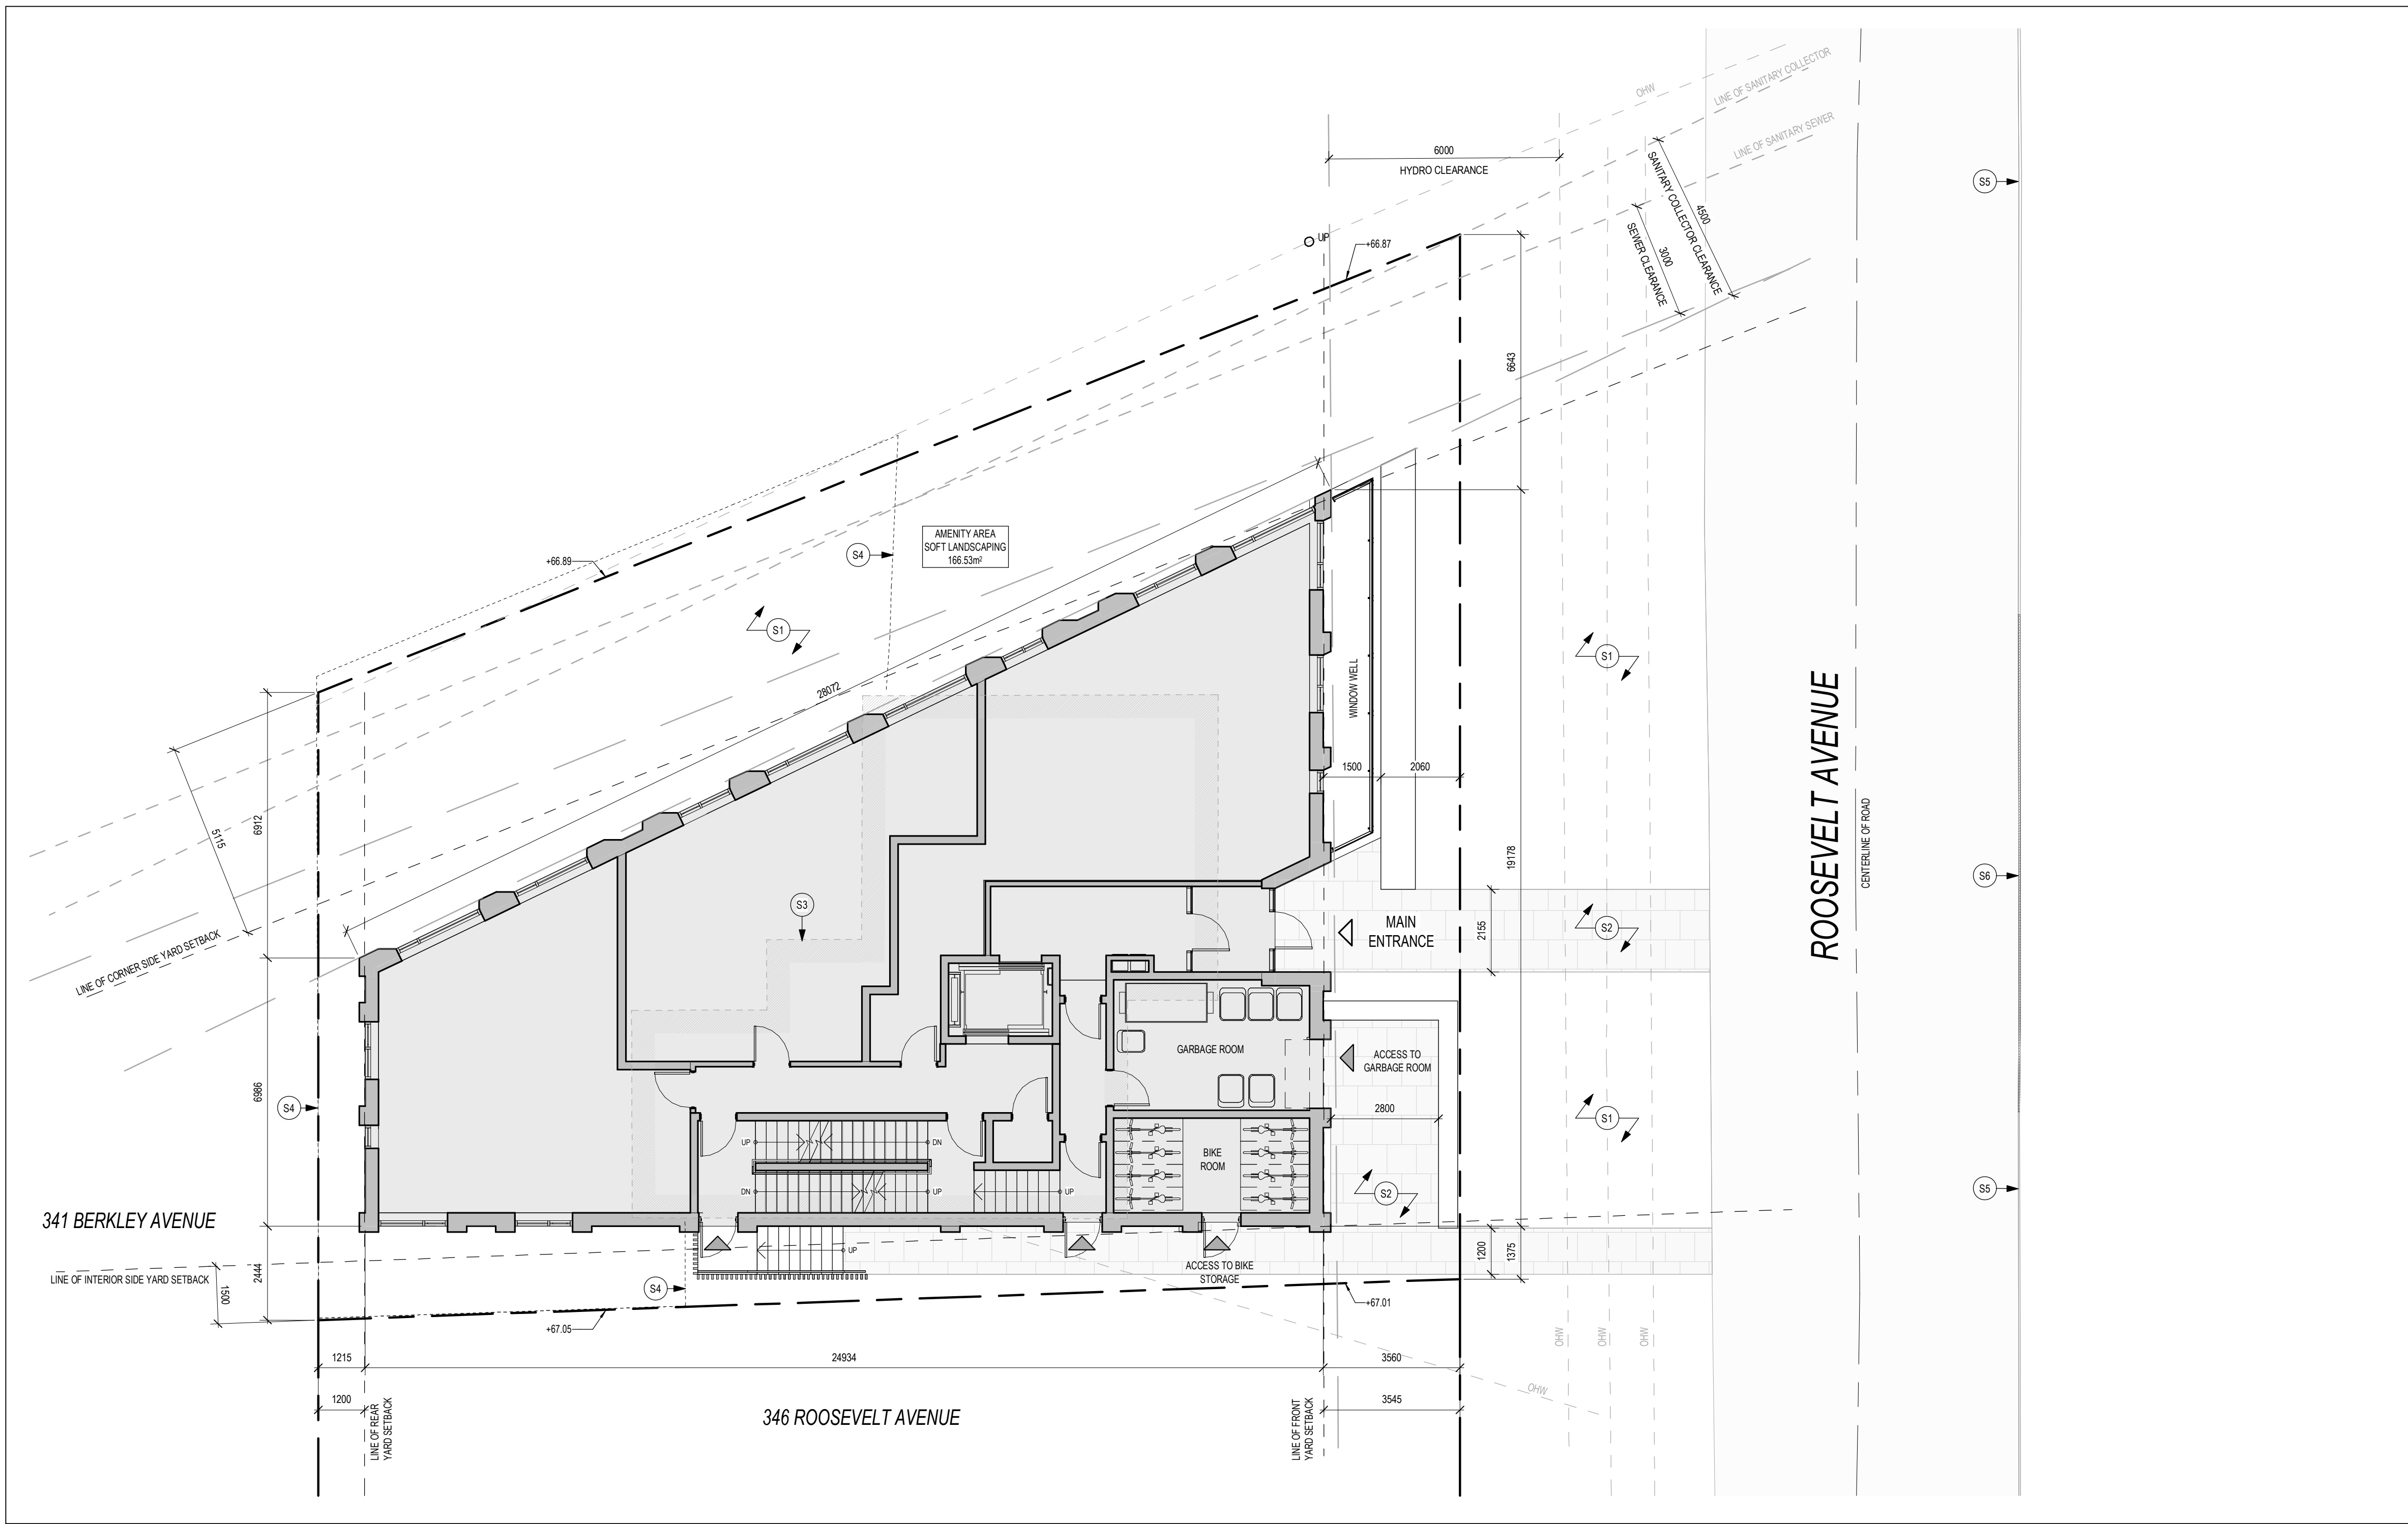 OHW
LINE OF SANITARY COLLECTOR
LINE OF SANITARY SEWER
6000
HYDRO CLEARANCE
SANITARY COLLECTOR CLEARANCE
4500
SEWER CLEARANCE
3000
S5
UP
+66.87
6643
AMENITY AREA
SOFT LANDSCAPING
166.53m²
S4
+66.89
S1
28072
WINDOW WELL
S1
ROOSEVELT AVENUE
CENTERLINE OF ROAD
1500
2060
5115
6912
19178
S6
S3
MAIN
ENTRANCE
2155
S2
LINE OF CORNER SIDE YARD SETBACK
GARBAGE ROOM
ACCESS TO
GARBAGE ROOM
6986
S4
2800
S1
UP
DN
BIKE
ROOM
DN
UP
UP
S2
S5
341 BERKLEY AVENUE
UP
1200
1375
ACCESS TO BIKE
STORAGE
LINE OF INTERIOR SIDE YARD SETBACK
1500
2444
S4
+67.05
+67.01
OHW
OHW
OHW
1215
24934
3560
OHW
1200
LINE OF REAR
YARD SETBACK
346 ROOSEVELT AVENUE
LINE OF FRONT
YARD SETBACK
3545